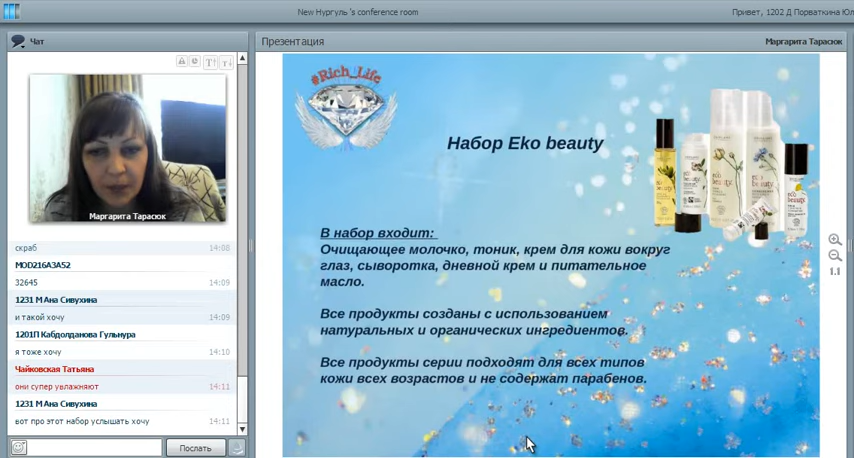 New Нургуль 's conference room
Привет, 1202 Д Порваткина Юл
Чат
Маргарита Тарасюк
скраб 14:08
MOD216A3A52
32645 14:09
1231 М Ана Сивухина
и такой хочу 14:09
1201П Кабдолданова Гульнура
я тоже хочу 14:10
Чайковская Татьяна
они супер увлажняют 14:11
1231 М Ана Сивухина
вот про этот набор услышать хочу 14:11
Послать
Презентация
Маргарита Тарасюк
#Rich_Life
Набор Eko beauty
eco
beauty
В набор входит:
Очищающее молочко, тоник, крем для кожи вокруг
глаз, сыворотка, дневной крем и питательное
масло.
Все продукты созданы с использованием
натуральных и органических ингредиентов.
Все продукты серии подходят для всех типов
кожи всех возрастов и не содержат парабенов.
1.1